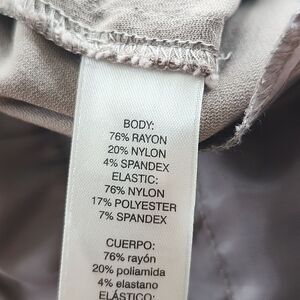 BODY:
76% RAYON
20% NYLON
4% SPANDEX
ELASTIC:
76% NYLON
17% POLYESTER
7% SPANDEX
CUERPO:
76% rayón
20% poliamida
4% elastano
ELÁSTICO: